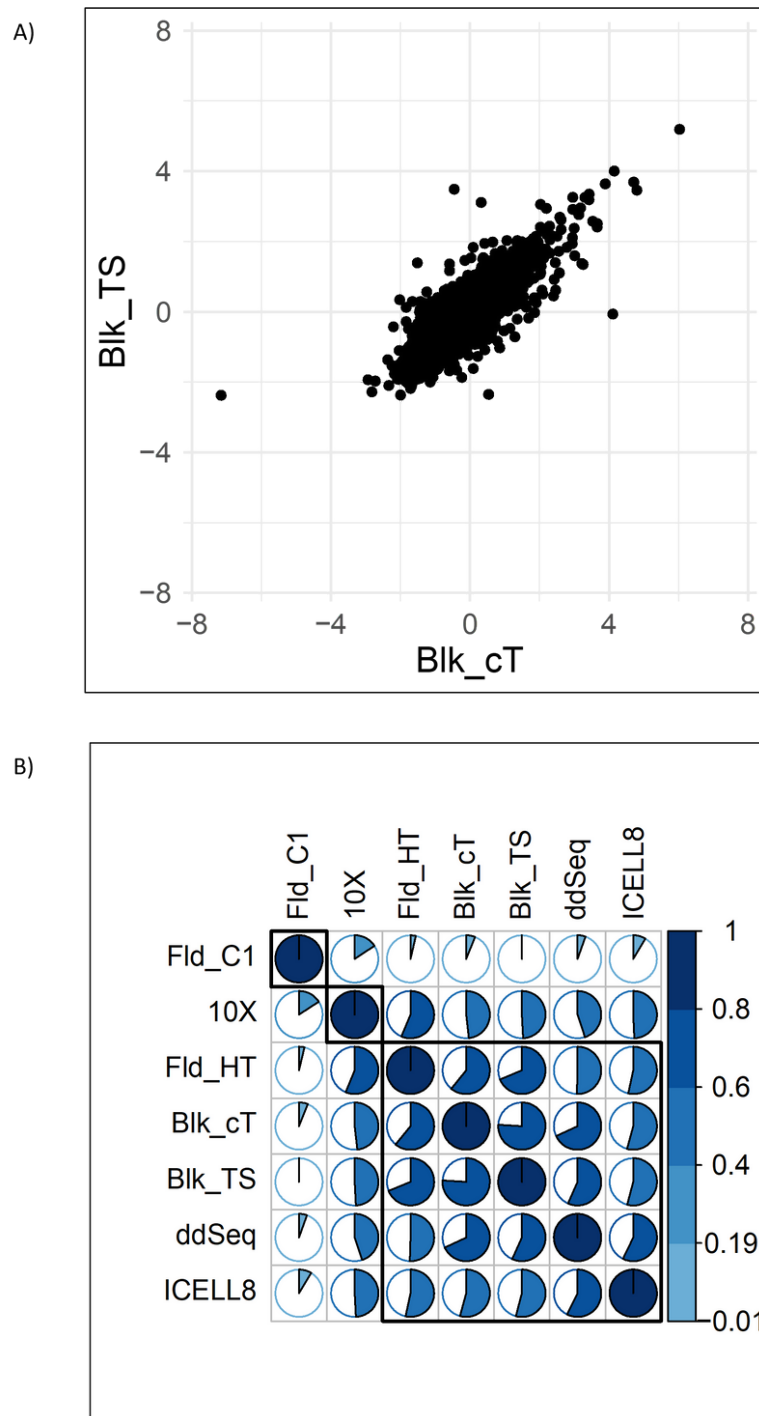 A)
8
4
0
−4
−8
Blk_TS
−8 −4 0 4 8
Blk_cT
B)
Fld_C1 10X Fld_HT Blk_cT Blk_TS ddSeq ICELL8
Fld_C1
10X
Fld_HT
Blk_cT
Blk_TS
ddSeq
ICELL8
1
0.8
0.6
0.4
0.19
0.01